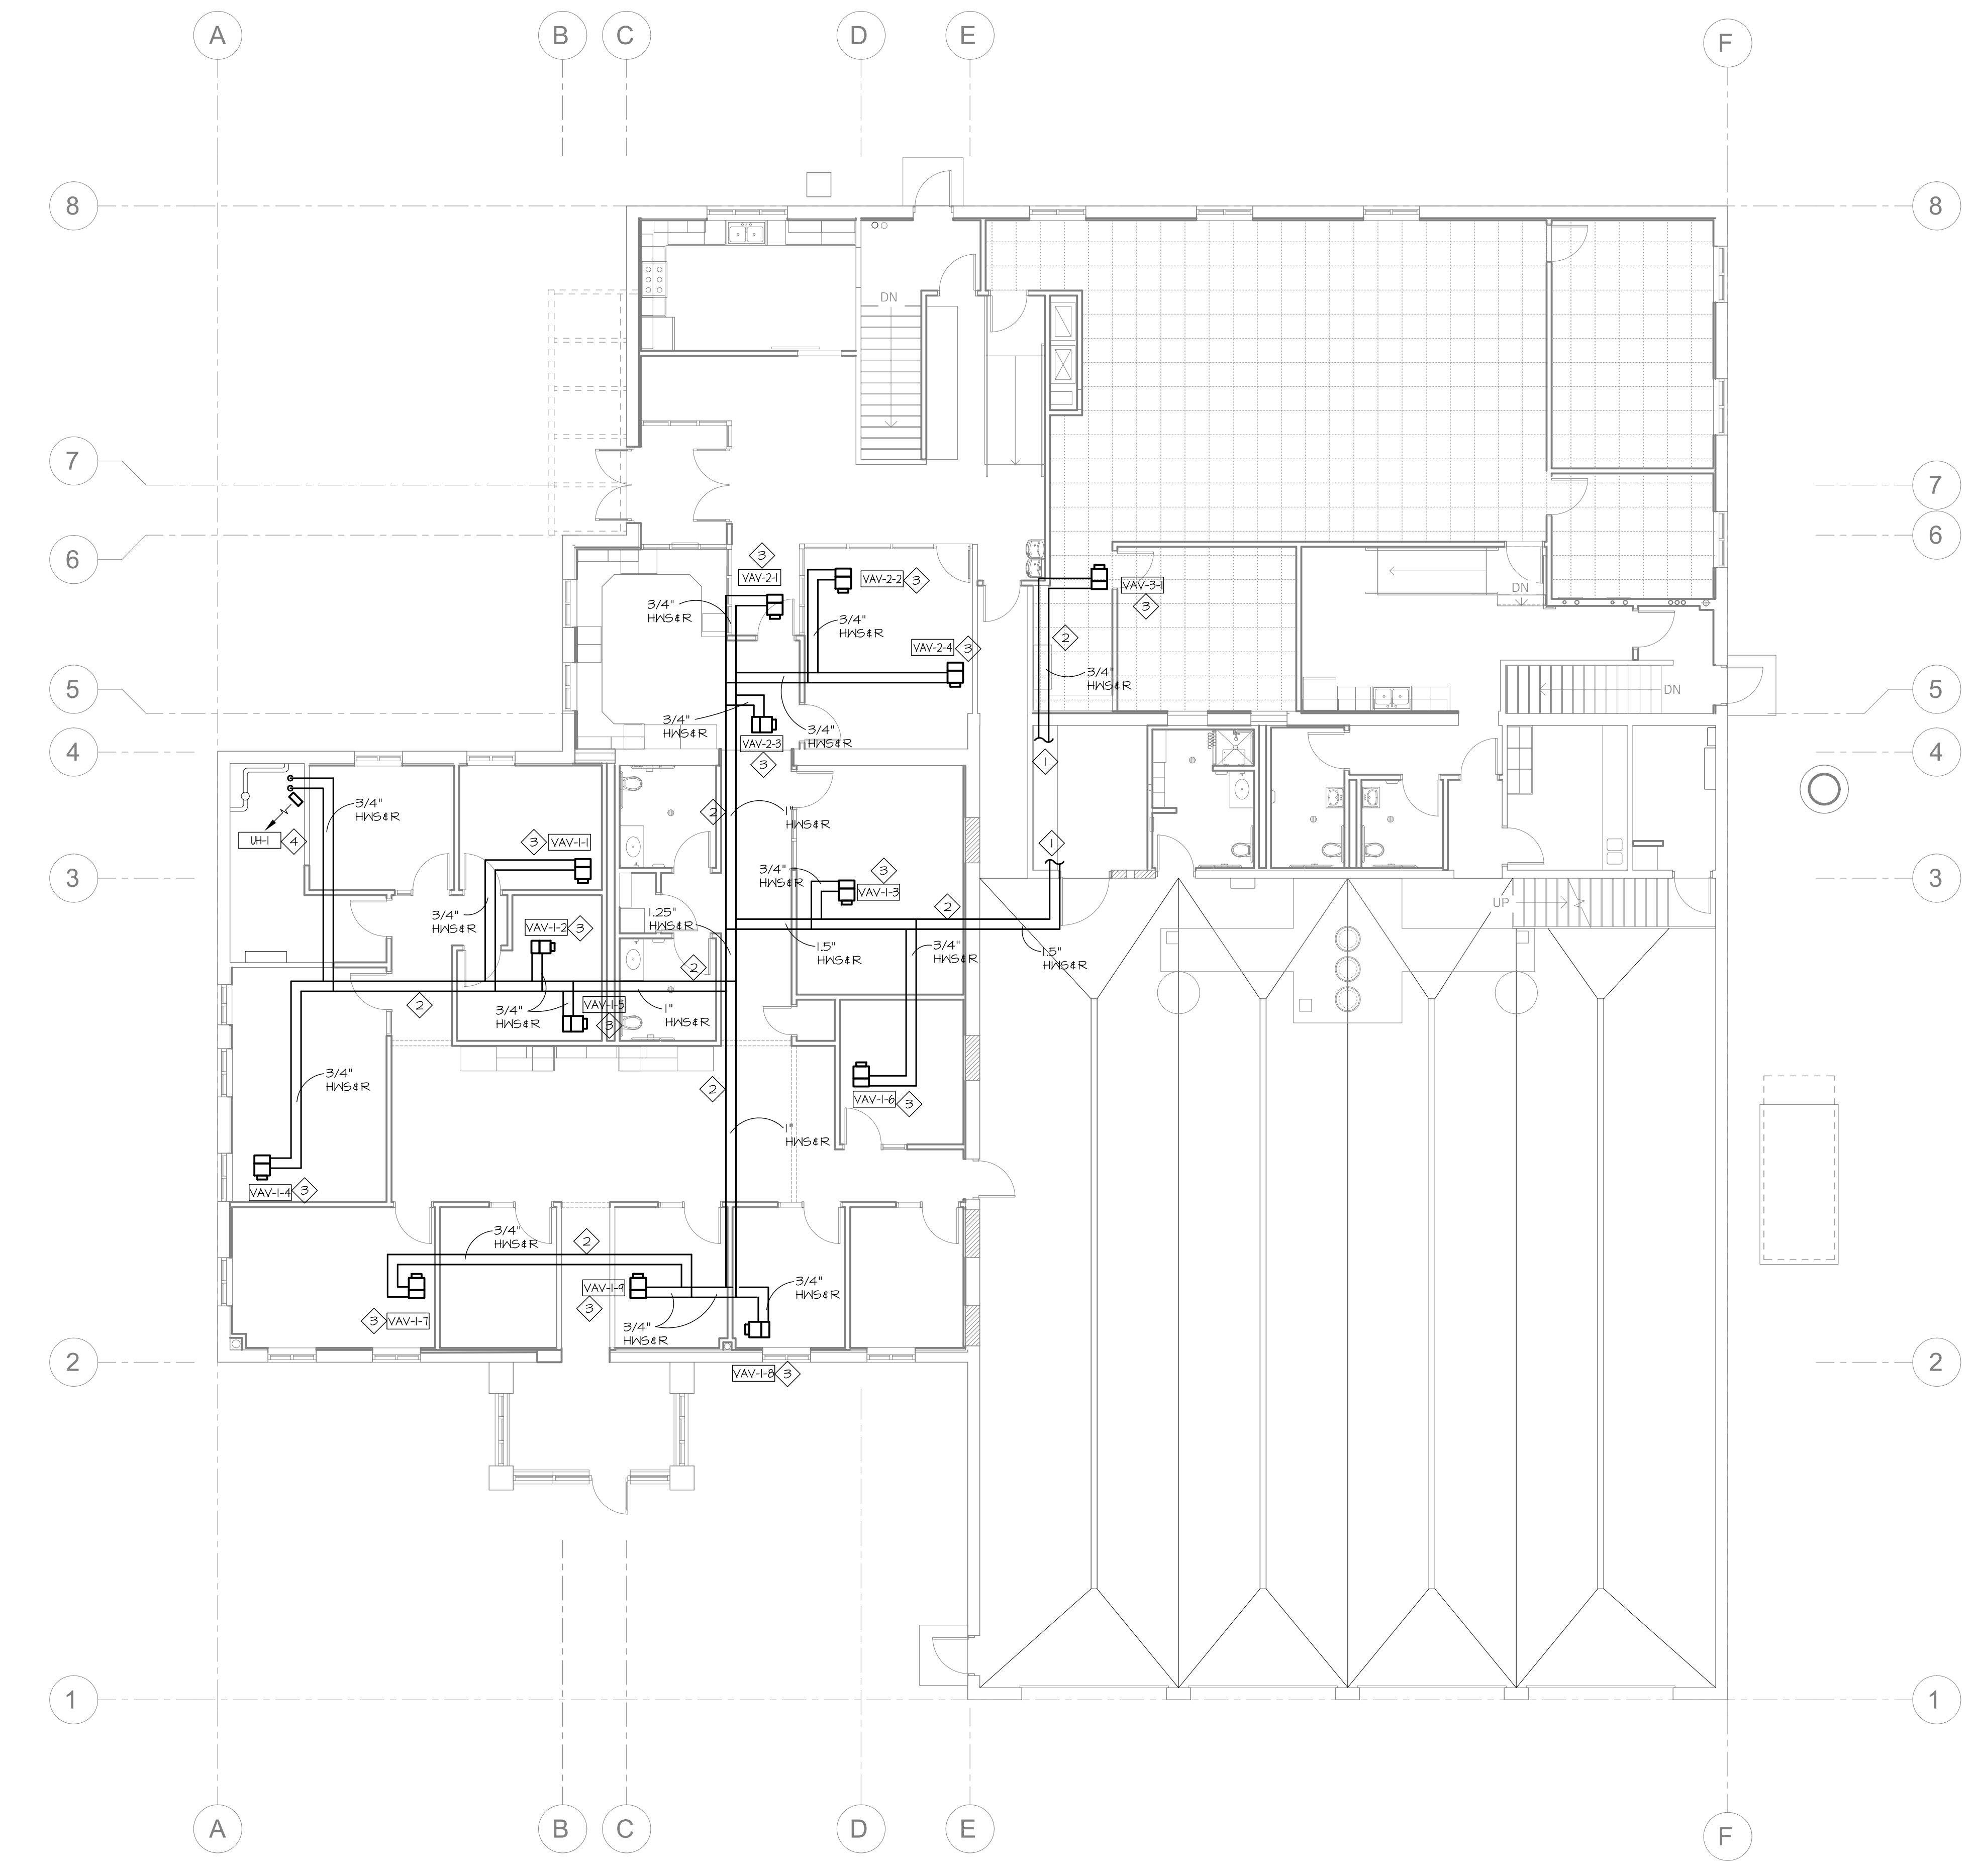 A
B
C
D
E
F
8
8
DN
7
7
6
6
3
VAV-2-1
VAV-2-2
3
VAV-3-1
3
DN
3/4"
HWS&R
3/4"
HWS&R
2
VAV-2-4
3
3/4"
HWS&R
5
5
DN
3/4"
HWS&R
3/4"
HWS&R
VAV-2-3
3
4
4
1
3/4"
HWS&R
2
1"
HWS&R
UH-1
4
3
VAV-1-1
1
3
3
3/4"
HWS&R
3
VAV-1-3
3/4"
HWS&R
1.25"
HWS&R
2
UP
VAV-1-2
3
1.5"
HWS&R
3/4"
HWS&R
1.5"
HWS&R
2
2
3/4"
HWS&R
VAV-1-5
3
1"
HWS&R
3/4"
HWS&R
2
VAV-1-6
3
1"
HWS&R
VAV-1-4
3
3/4"
HWS&R
2
VAV-1-9
3
3/4"
HWS&R
3
VAV-1-7
3/4"
HWS&R
2
2
VAV-1-8
3
1
1
A
B
C
D
E
F